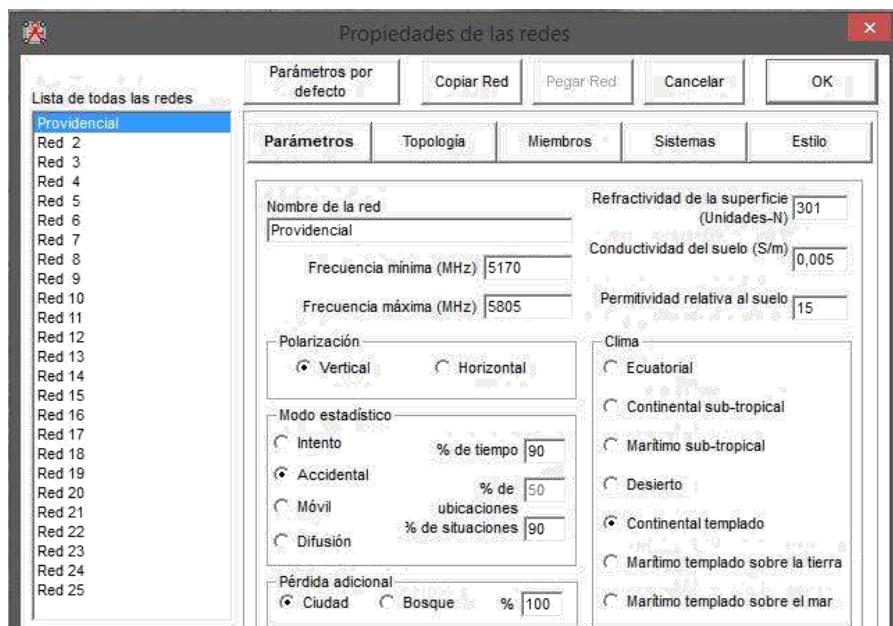 Propiedades de las redes
Lista de todas las redes
Providencial
Red 2
Red 3
Red 4
Red 5
Red 6
Red 7
Red 8
Red 9
Red 10
Red 11
Red 12
Red 13
Red 14
Red 15
Red 16
Red 17
Red 18
Red 19
Red 20
Red 21
Red 22
Red 23
Red 24
Red 25
Parámetros por
defecto
Copiar Red
Pegar Red
Cancelar
OK
Parámetros
Topología
Miembros
Sistemas
Estilo
Nombre de la red
Providencial
Frecuencia mínima (MHz) 5170
Frecuencia máxima (MHz) 5805
Refractividad de la superficie
(Unidades-N) 301
Conductividad del suelo (S/m) 0,005
Permitividad relativa al suelo 15
Polarización
Vertical
Horizontal
Modo estadístico
Intento
Accidental
Móvil
Difusión
% de tiempo 90
% de
ubicaciones 50
% de situaciones 90
Pérdida adicional
Ciudad
Bosque
% 100
Clima
Ecuatorial
Continental sub-tropical
Marítimo sub-tropical
Desierto
Continental templado
Marítimo templado sobre la tierra
Marítimo templado sobre el mar